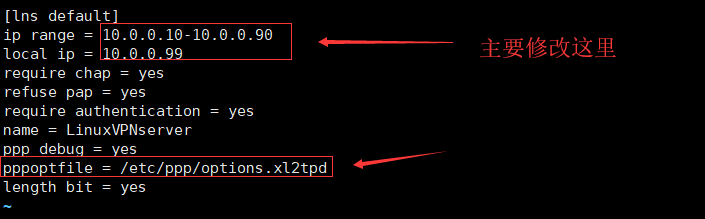 [lns default]
ip range = 10.0.0.10-10.0.0.90
local ip = 10.0.0.99
主要修改这里
require chap = yes
refuse pap = yes
require authentication = yes
name = LinuxVPNserver
ppp debug = yes
pppoptfile = /etc/ppp/options.xl2tpd
length bit = yes
~